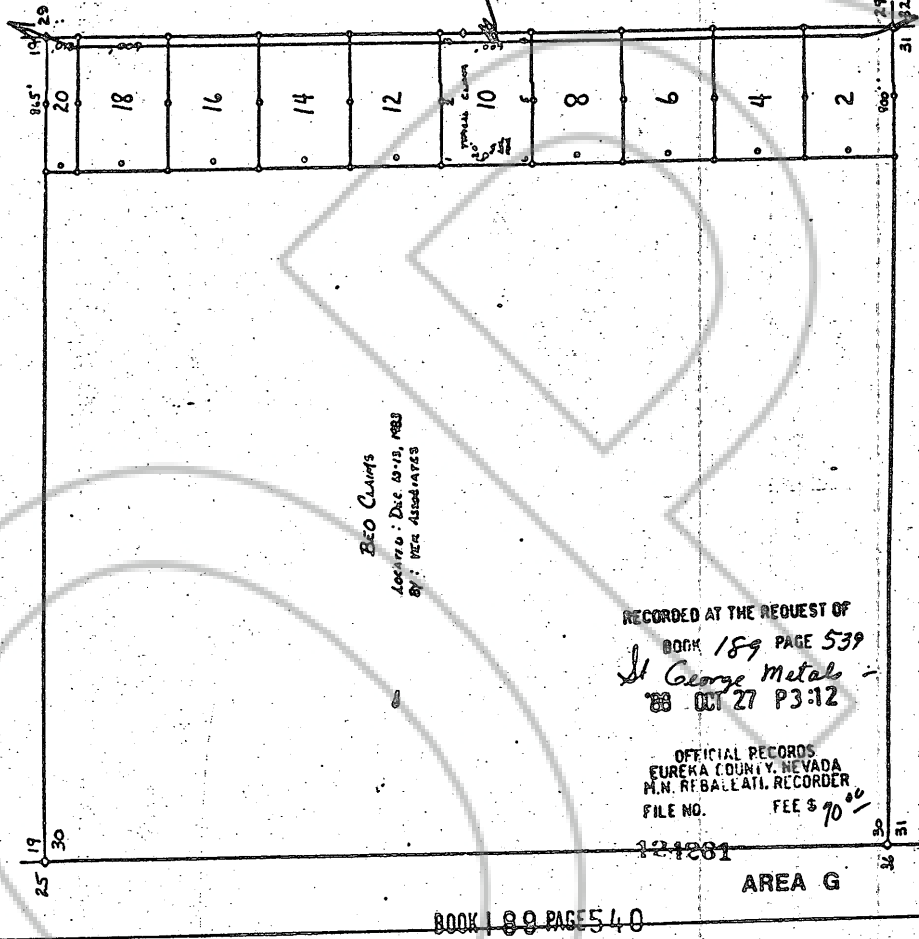 29
19
29
32
31
865'
20
18
16
14
12
10
8
6
4
2
900'
BEO CLAIMS
LOCATED: DEC. 12-13, 1983
BY: ASSOCIATES
RECORDED AT THE REQUEST OF
BOOK 189 PAGE 539
St George Metals
'88 OCT 27 P3:12
OFFICIAL RECORDS
EUREKA COUNTY, NEVADA
M.N. REBALEATI, RECORDER
FILE NO. FEE $ 90.00
19
30
25
30
31
36
124281
AREA G
BOOK 189 PAGE 540